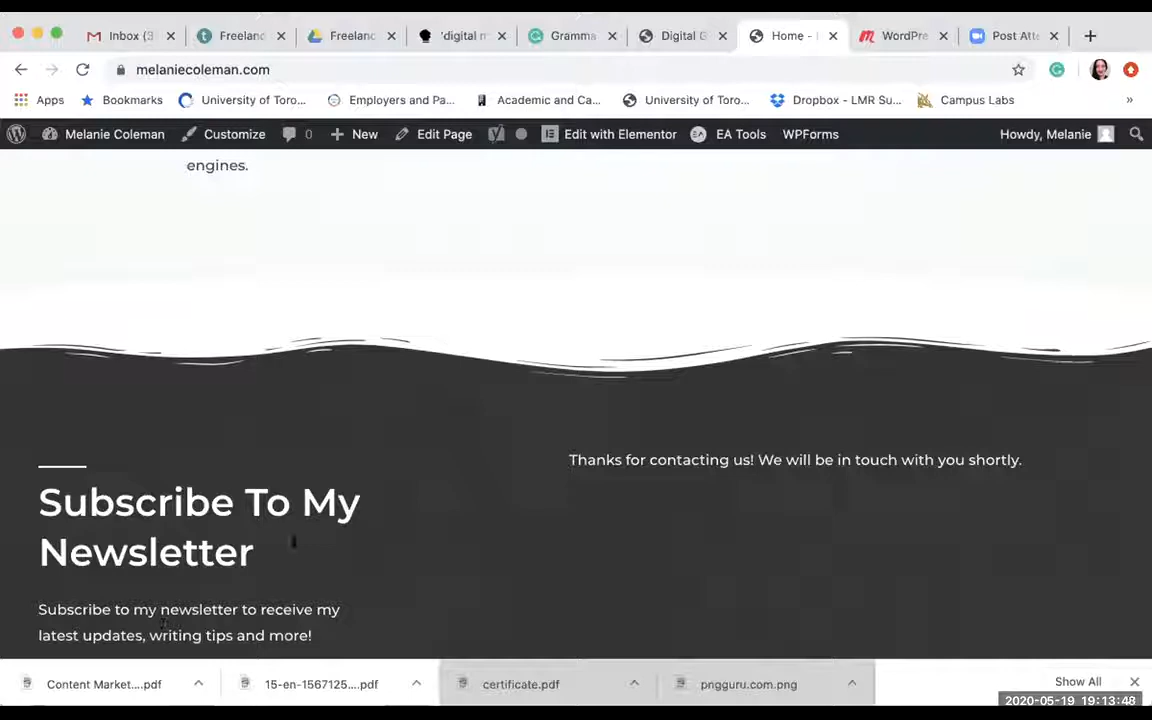 Inbox (3
Freelanc
Freelanc
'digital m
Gramma
Digital G
Home -
WordPre
Post Atte
melaniecoleman.com
Apps
Bookmarks
University of Toro...
Employers and Pa...
Academic and Ca...
University of Toro...
Dropbox - LMR Su...
Campus Labs
»
Melanie Coleman
Customize
0
New
Edit Page
Edit with Elementor
EA Tools
WPForms
Howdy, Melanie
engines.
Thanks for contacting us! We will be in touch with you shortly.
Subscribe To My
Newsletter
Subscribe to my newsletter to receive my
latest updates, writing tips and more!
Content Market....pdf
15-en-1567125....pdf
certificate.pdf
pngguru.com.png
Show All
2020-05-19 19:13:48